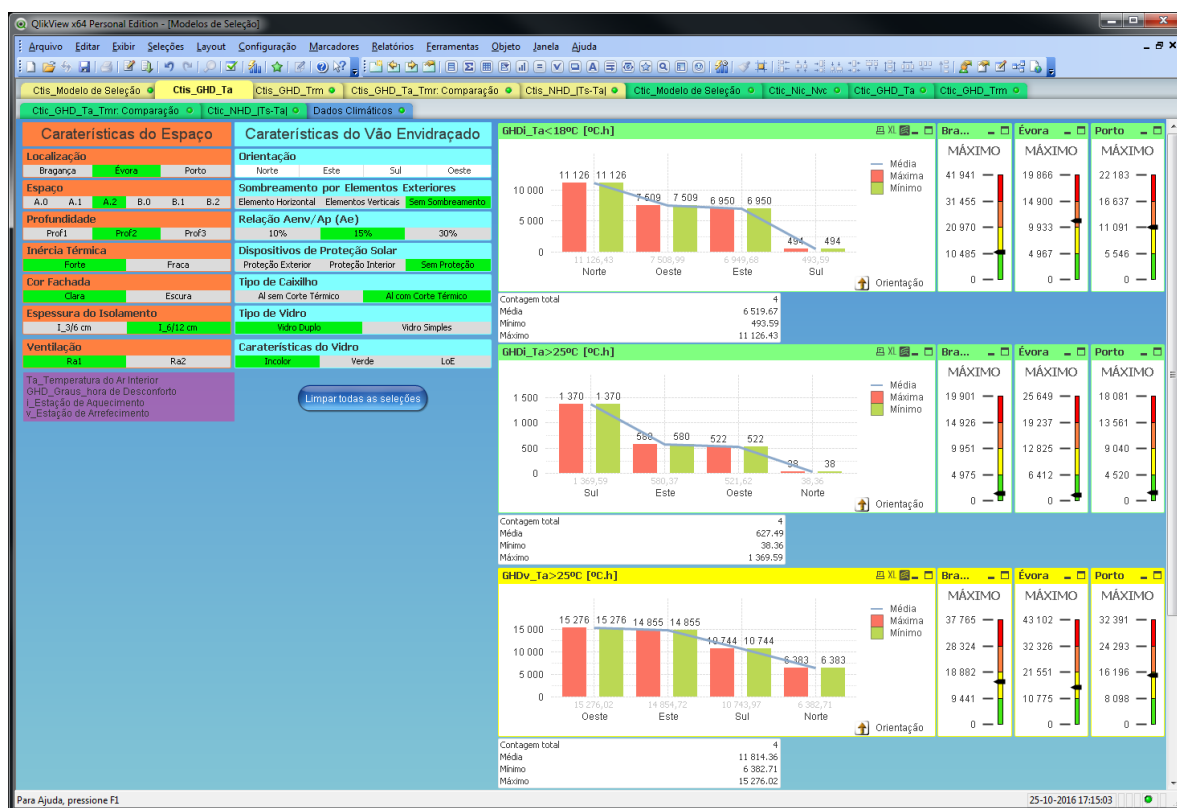 QlikView x64 Personal Edition - [Modelos de Seleção]
Arquivo Editar Exibir Seleções Layout Configuração Marcadores Relatórios Ferramentas Objeto Janela Ajuda
Ctis_Modelo de Seleção Ctis_GHD_Ta Ctis_GHD_Trm Ctis_GHD_Ta_Tmr: Comparação Ctis_NHD_|Ts-Ta| Ctic_Modelo de Seleção Ctic_Nic_Nvc Ctic_GHD_Ta Ctic_GHD_Trm
Ctic_GHD_Ta_Tmr: Comparação Ctic_NHD_|Ts-Ta| Dados Climáticos
Caraterísticas do Espaço
Localização
Bragança Évora Porto
Espaço
A.0 A.1 A.2 B.0 B.1 B.2
Profundidade
Prof1 Prof2 Prof3
Inércia Térmica
Forte Fraca
Cor Fachada
Clara Escura
Espessura do Isolamento
I_3/6 cm I_6/12 cm
Ventilação
Ra1 Ra2
Ta_Temperatura do Ar Interior
GHD_Graus_hora de Desconforto
i_Estação de Aquecimento
v_Estação de Arrefecimento
Caraterísticas do Vão Envidraçado
Orientação
Norte Este Sul Oeste
Sombreamento por Elementos Exteriores
Elemento Horizontal Elementos Verticais Sem Sombreamento
Relação Aenv/Ap (Ae)
10% 15% 30%
Dispositivos de Proteção Solar
Proteção Exterior Proteção Interior Sem Proteção
Tipo de Caixilho
Al sem Corte Térmico Al com Corte Térmico
Tipo de Vidro
Vidro Duplo Vidro Simples
Caraterísticas do Vidro
Incolor Verde LoE
Limpar todas as seleções
GHDi_Ta<18ºC [ºC.h] XL
Média
Máxima
Mínimo
10 000
5 000
0
11 126 11 126 7 509 7 509 6 950 6 950 494 494
11 126,43 7 508,99 6 949,68 493,59
Norte Oeste Este Sul
Orientação
Contagem total 4
Média 6 519.67
Mínimo 493.59
Máximo 11 126.43
Bra... Évora Porto
MÁXIMO MÁXIMO MÁXIMO
41 941 19 866 22 183
31 455 14 900 16 637
20 970 9 933 11 091
10 485 4 967 5 546
0 0 0
GHDi_Ta>25ºC [ºC.h] XL
Média
Máxima
Mínimo
1 500
1 000
500
0
1 370 1 370 580 580 522 522 38 38
1 369,59 580,37 521,62 38,36
Sul Este Oeste Norte
Orientação
Contagem total 4
Média 627.49
Mínimo 38.36
Máximo 1 369.59
Bra... Évora Porto
MÁXIMO MÁXIMO MÁXIMO
19 901 25 649 18 081
14 926 19 237 13 561
9 951 12 825 9 040
4 975 6 412 4 520
0 0 0
GHDv_Ta>25ºC [ºC.h] XL
Média
Máxima
Mínimo
15 000
10 000
5 000
0
15 276 15 276 14 855 14 855 10 744 10 744 6 383 6 383
15 276,02 14 854,72 10 743,97 6 382,71
Oeste Este Sul Norte
Orientação
Contagem total 4
Média 11 814.36
Mínimo 6 382.71
Máximo 15 276.02
Bra... Évora Porto
MÁXIMO MÁXIMO MÁXIMO
37 765 43 102 32 391
28 324 32 326 24 293
18 882 21 551 16 196
9 441 10 775 8 098
0 0 0
Para Ajuda, pressione F1
25-10-2016 17:15:03